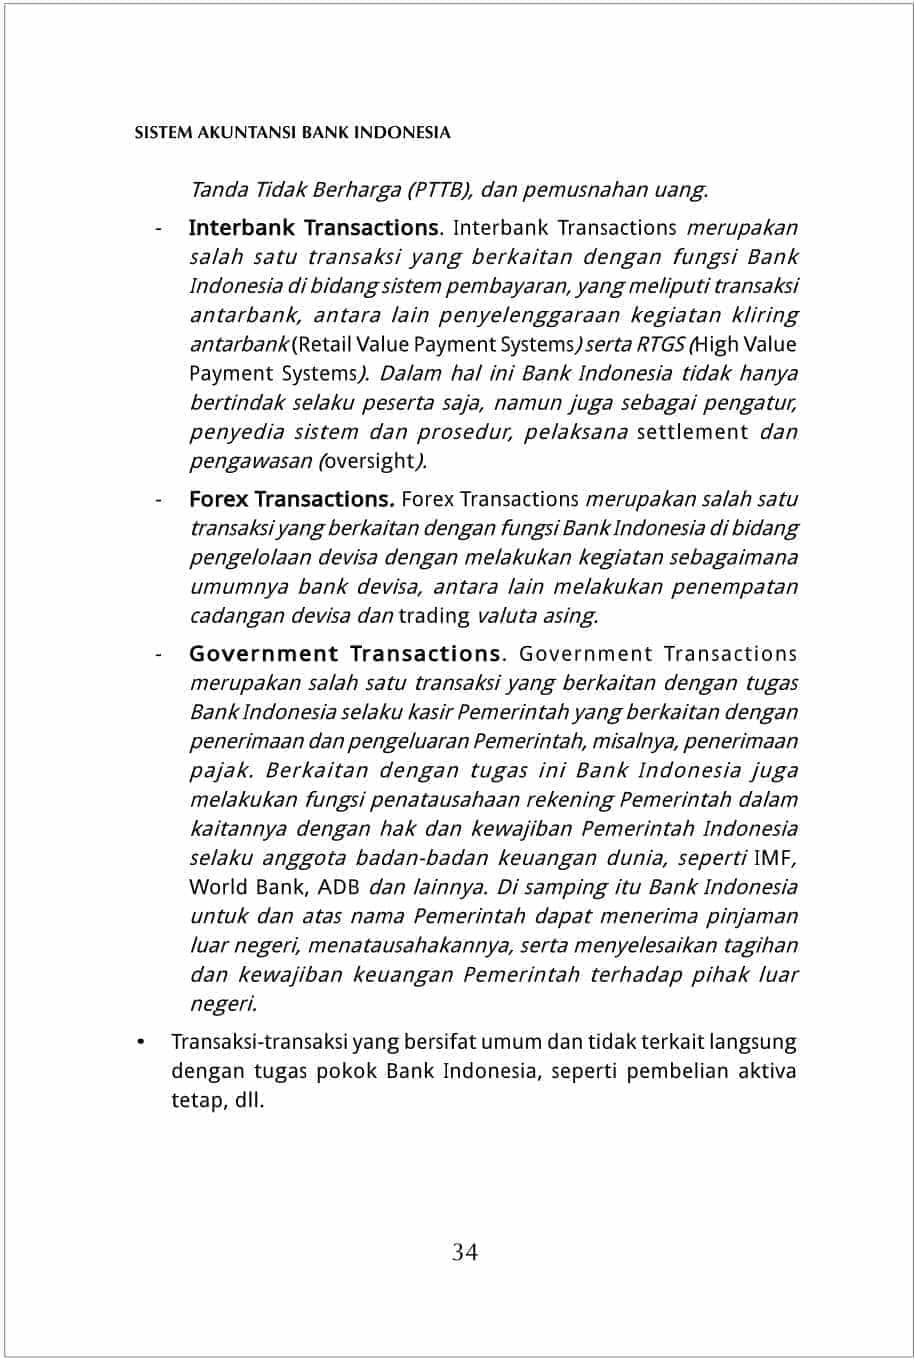 SISTEM AKUNTANSI BANK INDONESIA
Tanda Tidak Berharga (PTTB), dan pemusnahan uang.
- Interbank Transactions. Interbank Transactions merupakan
salah satu transaksi yang berkaitan dengan fungsi Bank
Indonesia di bidang sistem pembayaran, yang meliputi transaksi
antarbank, antara lain penyelenggaraan kegiatan kliring
antarbank (Retail Value Payment Systems) serta RTGS (High Value
Payment Systems). Dalam hal ini Bank Indonesia tidak hanya
bertindak selaku peserta saja, namun juga sebagai pengatur,
penyedia sistem dan prosedur, pelaksana settlement dan
pengawasan (oversight).
- Forex Transactions. Forex Transactions merupakan salah satu
transaksi yang berkaitan dengan fungsi Bank Indonesia di bidang
pengelolaan devisa dengan melakukan kegiatan sebagaimana
umumnya bank devisa, antara lain melakukan penempatan
cadangan devisa dan trading valuta asing.
- Government Transactions. Government Transactions
merupakan salah satu transaksi yang berkaitan dengan tugas
Bank Indonesia selaku kasir Pemerintah yang berkaitan dengan
penerimaan dan pengeluaran Pemerintah, misalnya, penerimaan
pajak. Berkaitan dengan tugas ini Bank Indonesia juga
melakukan fungsi penatausahaan rekening Pemerintah dalam
kaitannya dengan hak dan kewajiban Pemerintah Indonesia
selaku anggota badan-badan keuangan dunia, seperti IMF,
World Bank, ADB dan lainnya. Di samping itu Bank Indonesia
untuk dan atas nama Pemerintah dapat menerima pinjaman
luar negeri, menatausahakannya, serta menyelesaikan tagihan
dan kewajiban keuangan Pemerintah terhadap pihak luar
negeri.
• Transaksi-transaksi yang bersifat umum dan tidak terkait langsung
dengan tugas pokok Bank Indonesia, seperti pembelian aktiva
tetap, dll.
34